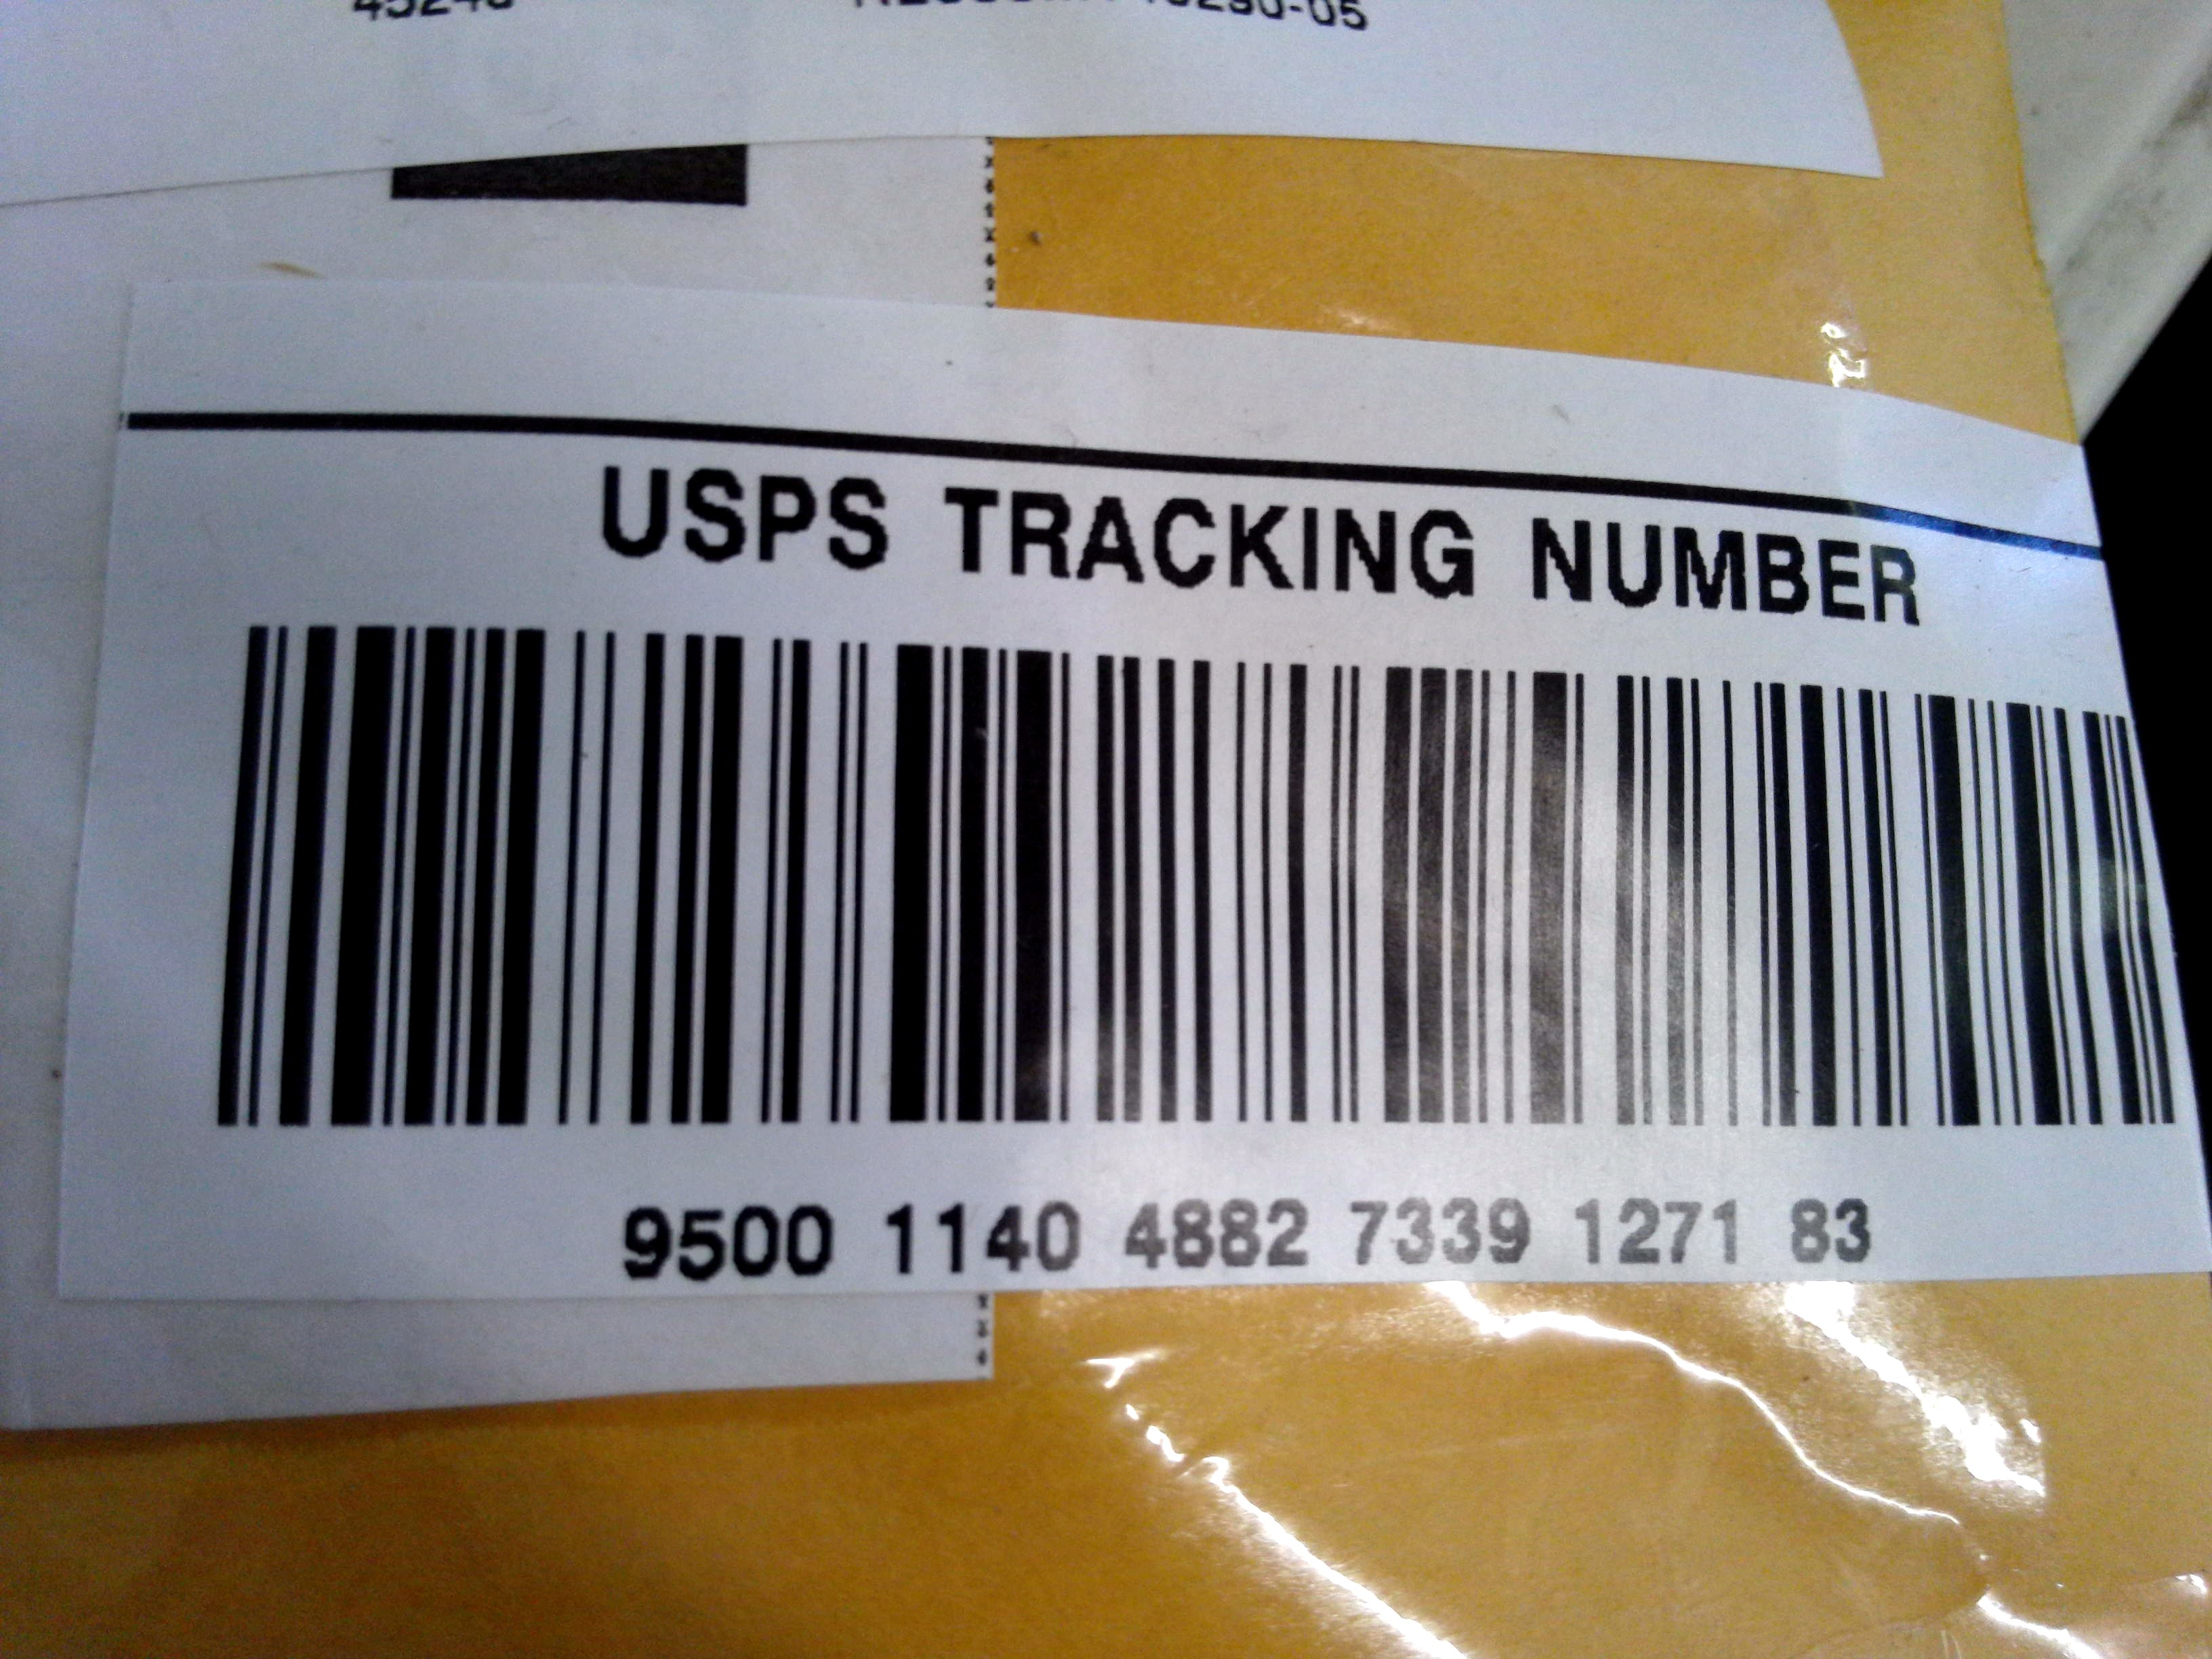 USPS TRACKING NUMBER
9500 1140 4882 7339 1271 83